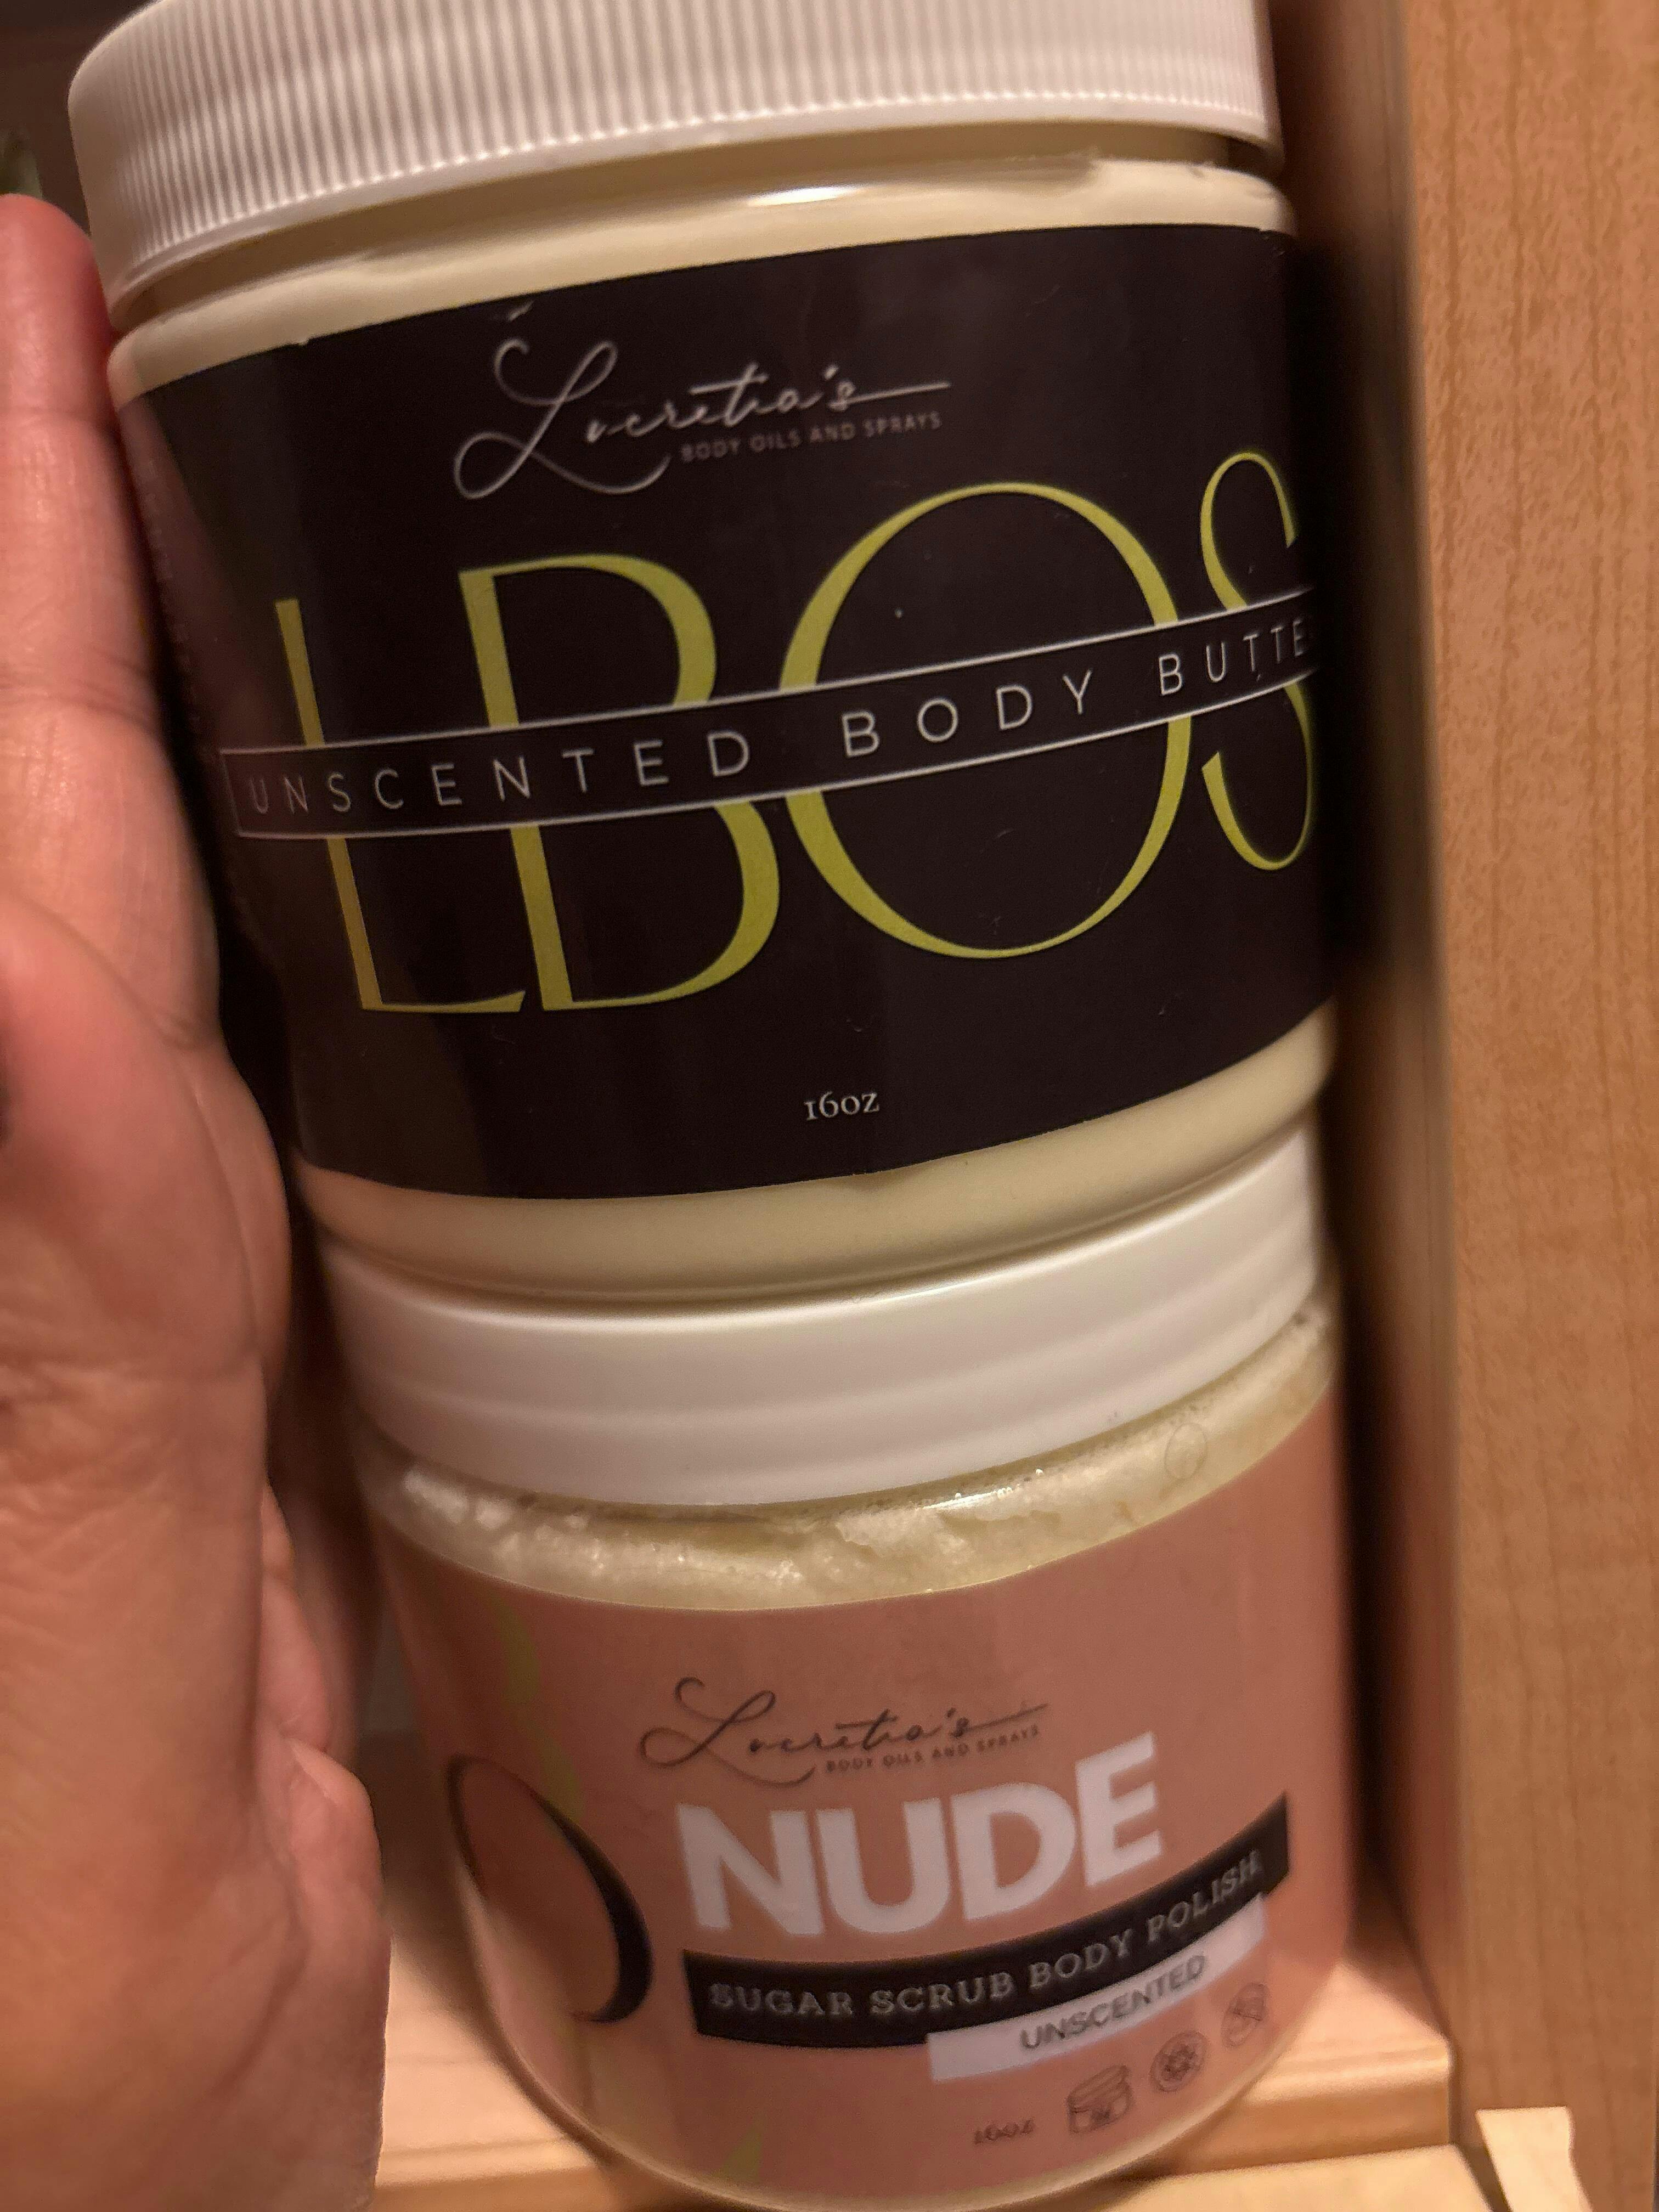 Lucretia's
BODY OILS AND SPRAYS
LBOS
UNSCENTED BODY BUTTE
16oz
Lucretia's
BODY OILS AND SPRAYS
NUDE
SUGAR SCRUB BODY POLISH
UNSCENTED
16oz